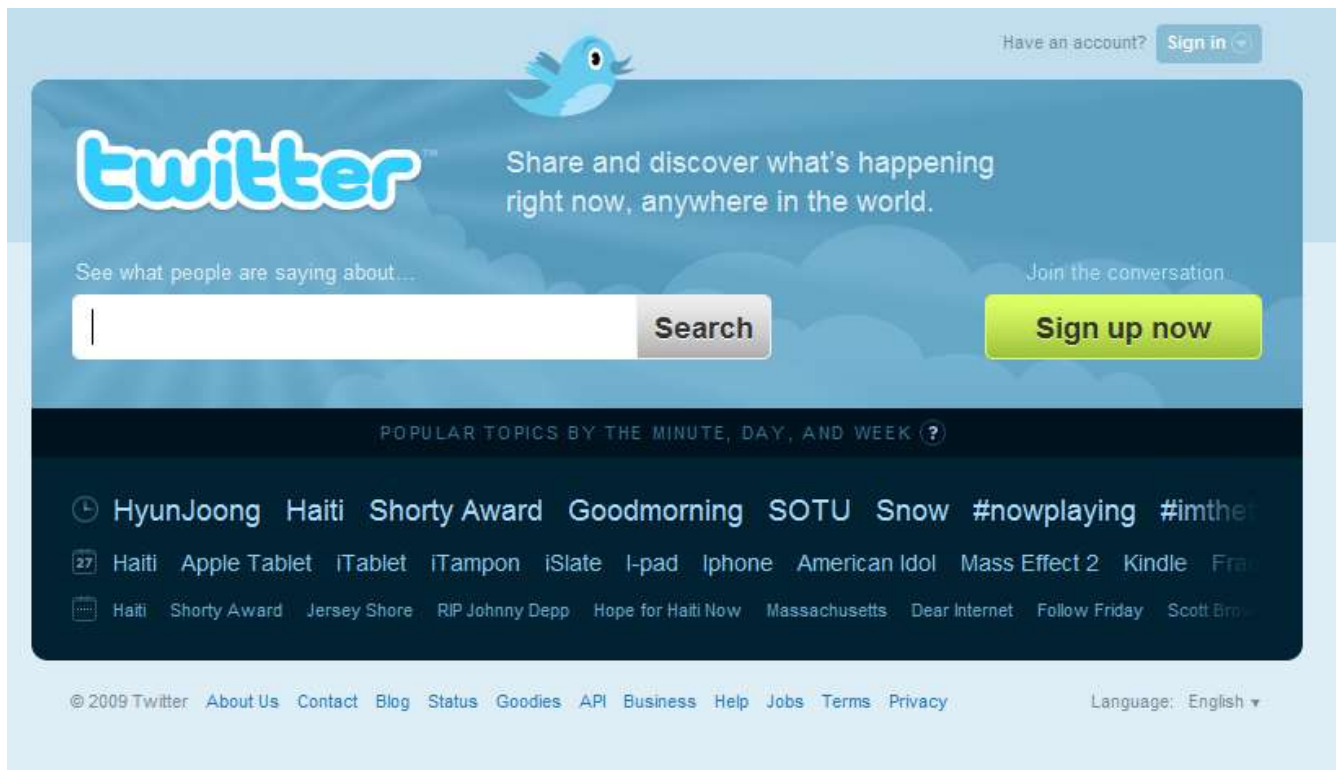 Have an account? Sign in
twitter™
Share and discover what's happening
right now, anywhere in the world.
See what people are saying about...
Join the conversation
Search
Sign up now
POPULAR TOPICS BY THE MINUTE, DAY, AND WEEK ?
HyunJoong Haiti Shorty Award Goodmorning SOTU Snow #nowplaying
27 Haiti Apple Tablet iTablet iTampon iSlate I-pad Iphone American Idol Mass Effect 2 Kindle
Haiti Shorty Award Jersey Shore RIP Johnny Depp Hope for Haiti Now Massachusetts Dear Internet Follow Friday Scott
© 2009 Twitter About Us Contact Blog Status Goodies API Business Help Jobs Terms Privacy Language: English